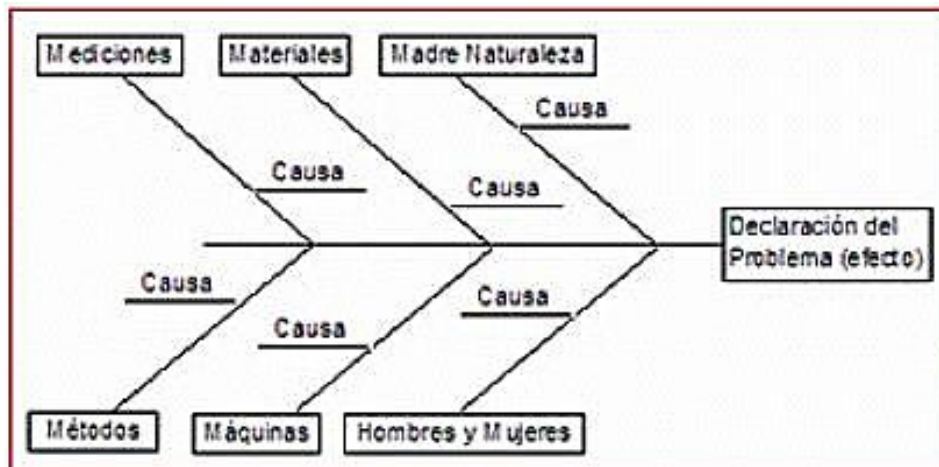 Mediciones
Materiales
Madre Naturaleza
Causa
Causa
Causa
Declaración del
Problema (efecto)
Causa
Causa
Causa
Métodos
Máquinas
Hombres y Mujeres